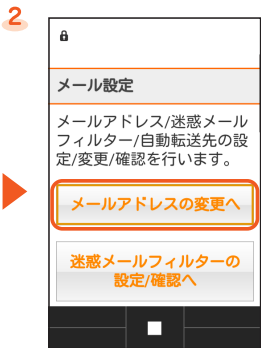 2
メール設定
メールアドレス/迷惑メール
フィルター/自動転送先の設
定/変更/確認を行います。
メールアドレスの変更へ
迷惑メールフィルターの
設定/確認へ